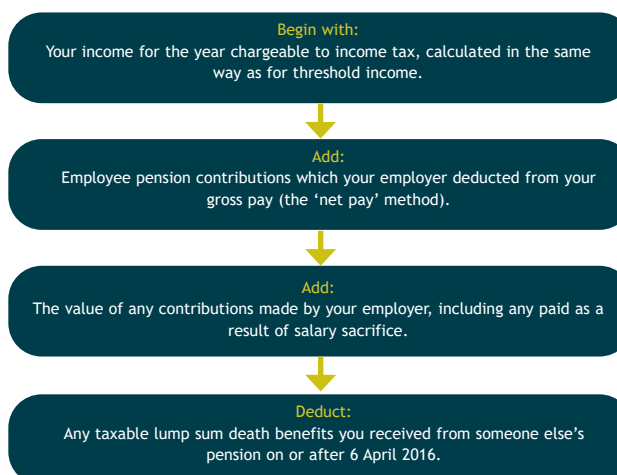 Begin with:
Your income for the year chargeable to income tax, calculated in the same
way as for threshold income.
Add:
Employee pension contributions which your employer deducted from your
gross pay (the ‘net pay’ method).
Add:
The value of any contributions made by your employer, including any paid as a
result of salary sacrifice.
Deduct:
Any taxable lump sum death benefits you received from someone else’s
pension on or after 6 April 2016.